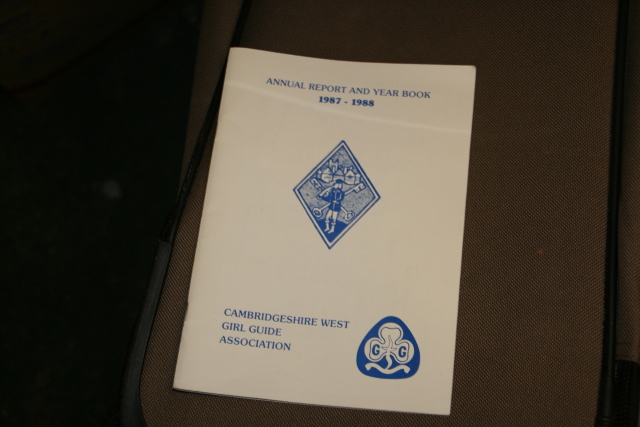 ANNUAL REPORT AND YEAR BOOK
1987 - 1988
CAMBRIDGESHIRE WEST
GIRL GUIDE
ASSOCIATION
G G